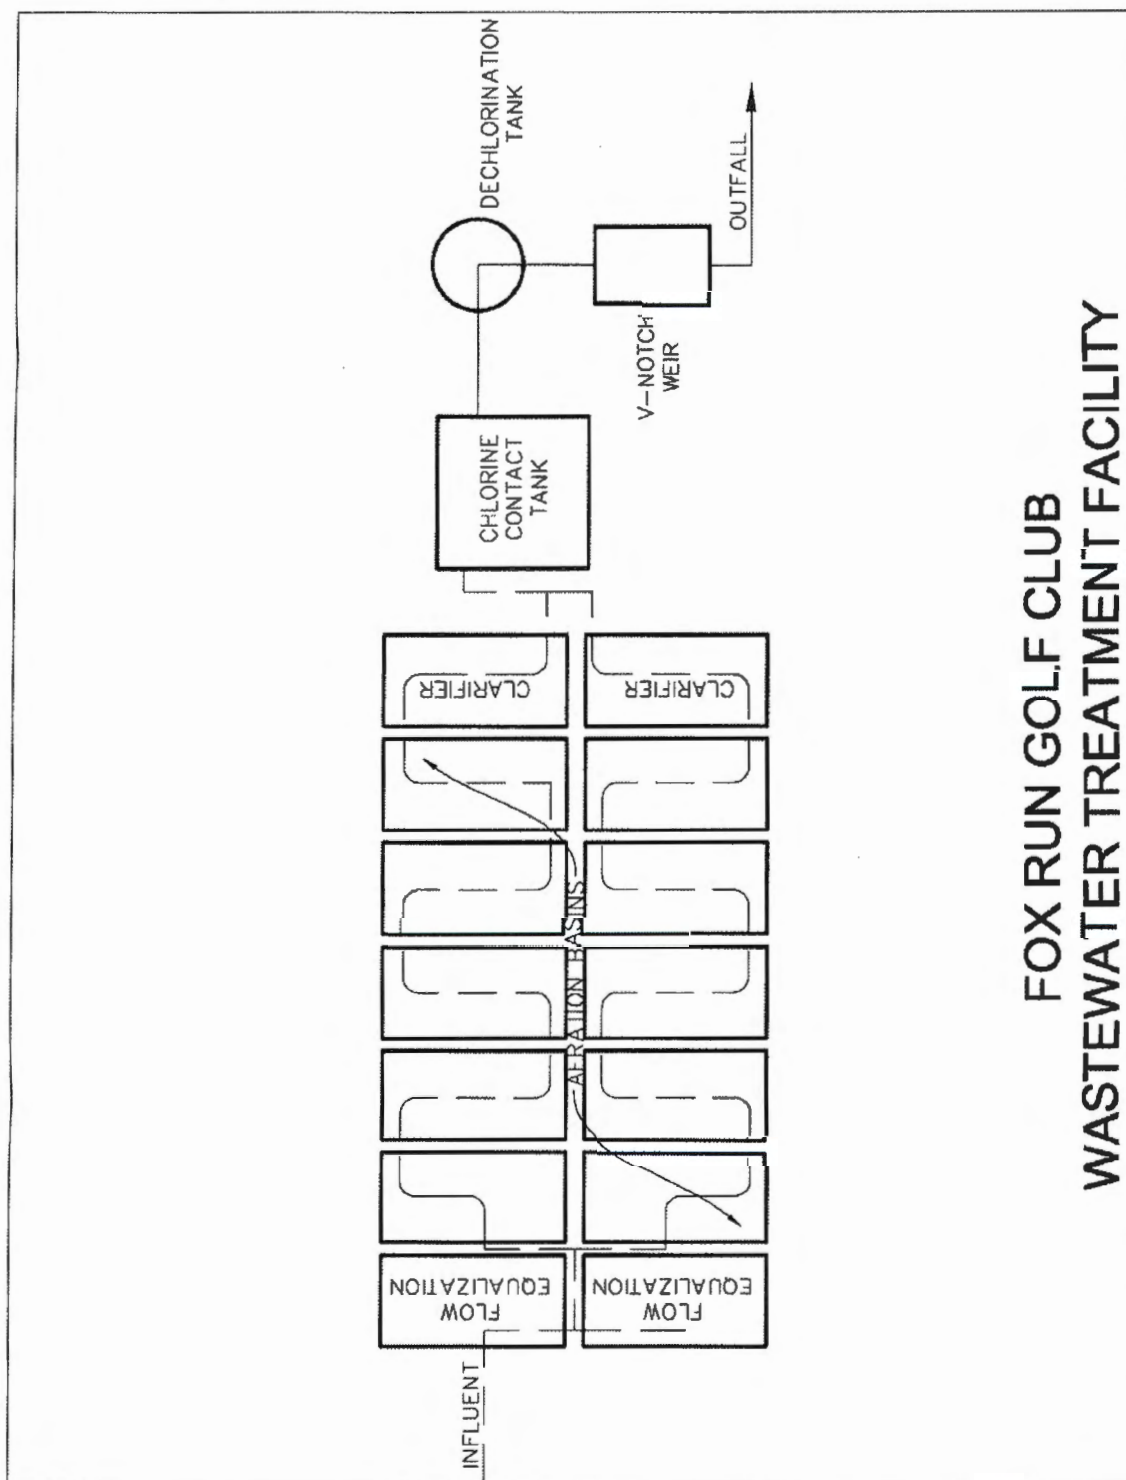 INFLUENT
FLOW
EQUALIZATION
FLOW
EQUALIZATION
AERATION BASINS
CLARIFIER
CLARIFIER
CHLORINE
CONTACT
TANK
DECHLORINATION
TANK
V-NOTCH
WEIR
OUTFALL
FOX RUN GOLF CLUB
WASTEWATER TREATMENT FACILITY